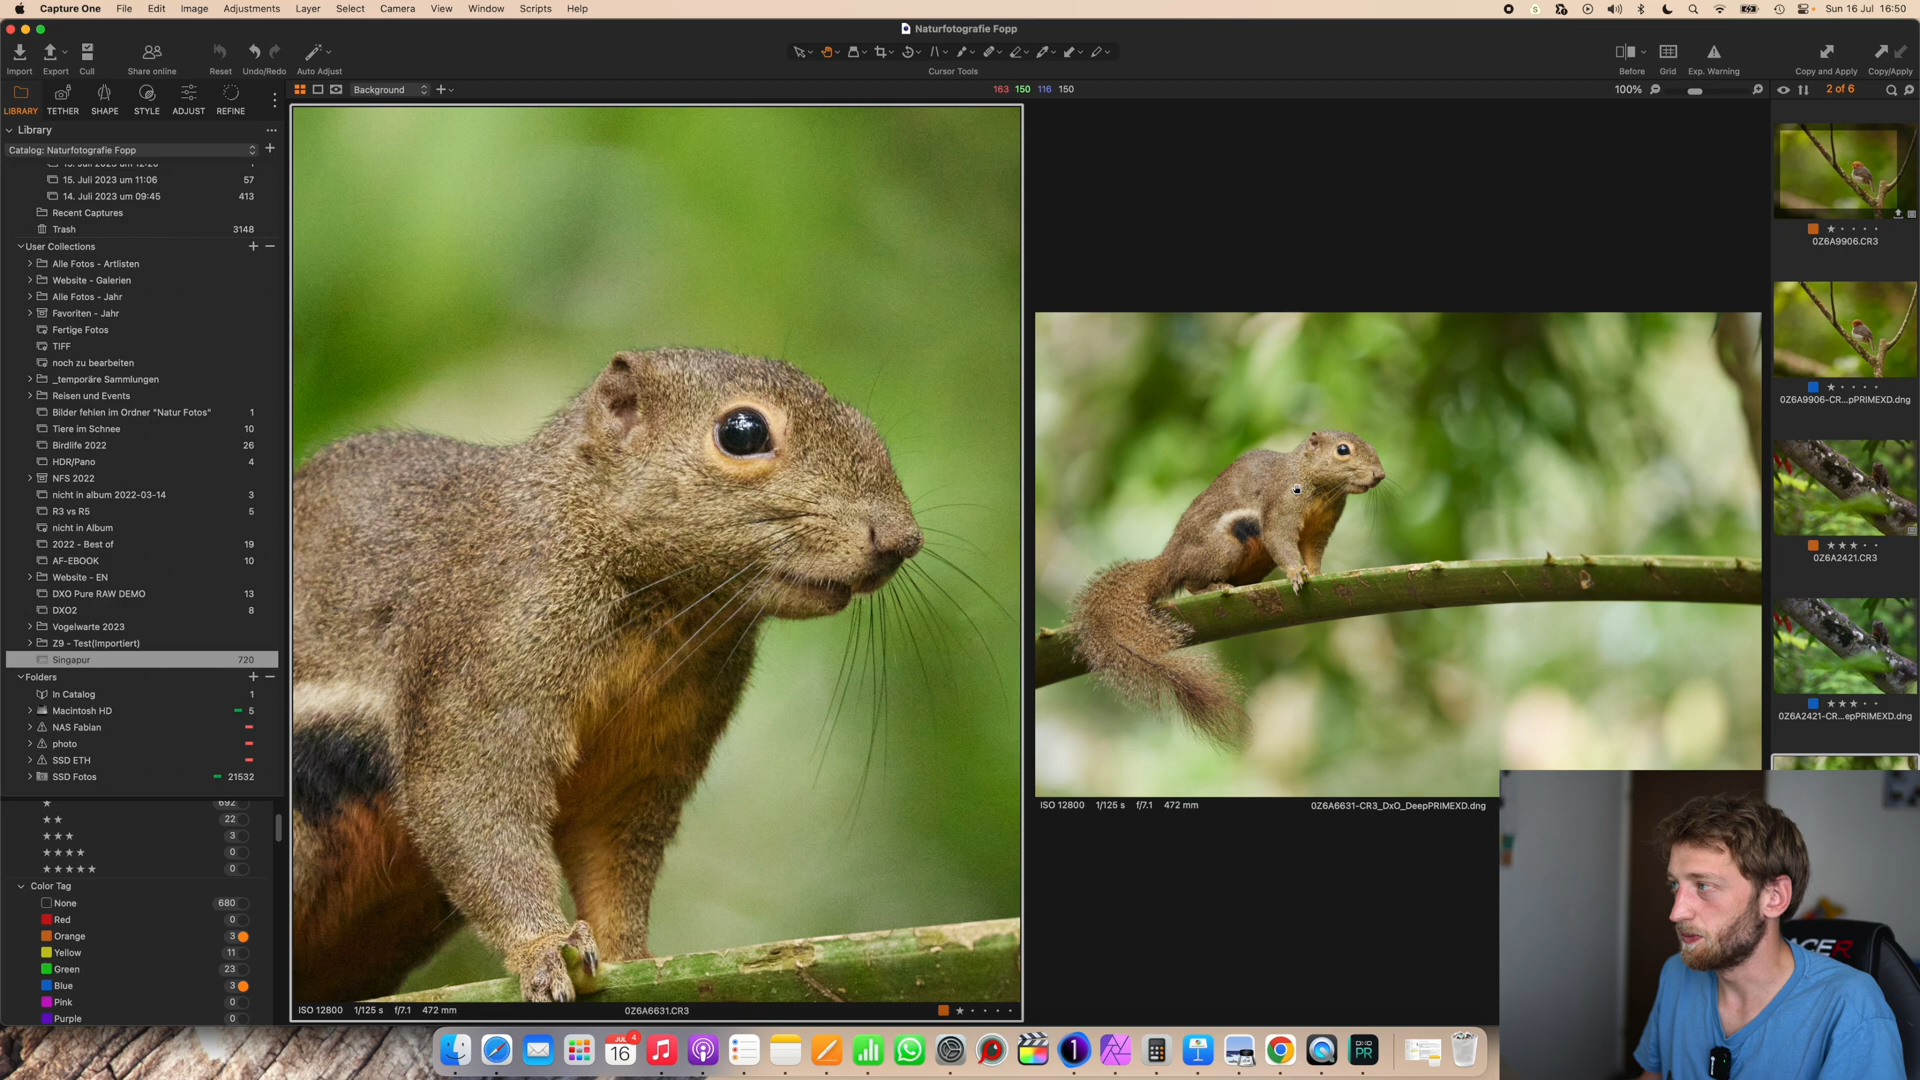 Capture One File Edit Image Adjustments Layer Select Camera View Window Scripts Help
Sun 16 Jul 16:50
Naturfotografie Fopp
Import Export Cull Share online Reset Undo/Redo Auto Adjust
Cursor Tools
Before Grid Exp. Warning Copy and Apply Copy/Apply
LIBRARY TETHER SHAPE STYLE ADJUST REFINE
Background
163 150 116 150
100%
2 of 6
Library
Catalog: Naturfotografie Fopp
15. Juli 2023 um 11:06 57
14. Juli 2023 um 09:45 413
Recent Captures
Trash 3148
User Collections
Alle Fotos - Artlisten
Website - Galerien
Alle Fotos - Jahr
Favoriten - Jahr
Fertige Fotos
TIFF
noch zu bearbeiten
_temporäre Sammlungen
Reisen und Events
Bilder fehlen im Ordner "Natur Fotos" 1
Tiere im Schnee 10
Birdlife 2022 26
HDR/Pano 4
NFS 2022
nicht in album 2022-03-14 3
R3 vs R5 5
nicht in Album
2022 - Best of 19
AF-EBOOK 10
Website - EN
DXO Pure RAW DEMO 13
DXO2 8
Vogelwarte 2023
Z9 - Test(Importiert)
Singapur 720
Folders
In Catalog 1
Macintosh HD 5
NAS Fabian
photo
SSD ETH
SSD Fotos 21532
692
22
3
0
0
Color Tag
None 680
Red 0
Orange 3
Yellow 11
Green 23
Blue 3
Pink 0
Purple 0
ISO 12800 1/125 s f/7.1 472 mm 0Z6A6631.CR3
ISO 12800 1/125 s f/7.1 472 mm 0Z6A6631-CR3_DxO_DeepPRIMEXD.dng
0Z6A9906.CR3
0Z6A9906-CR...pPRIMEXD.dng
0Z6A2421.CR3
0Z6A2421-CR...epPRIMEXD.dng
JUL
16
4
1
DXO
PR